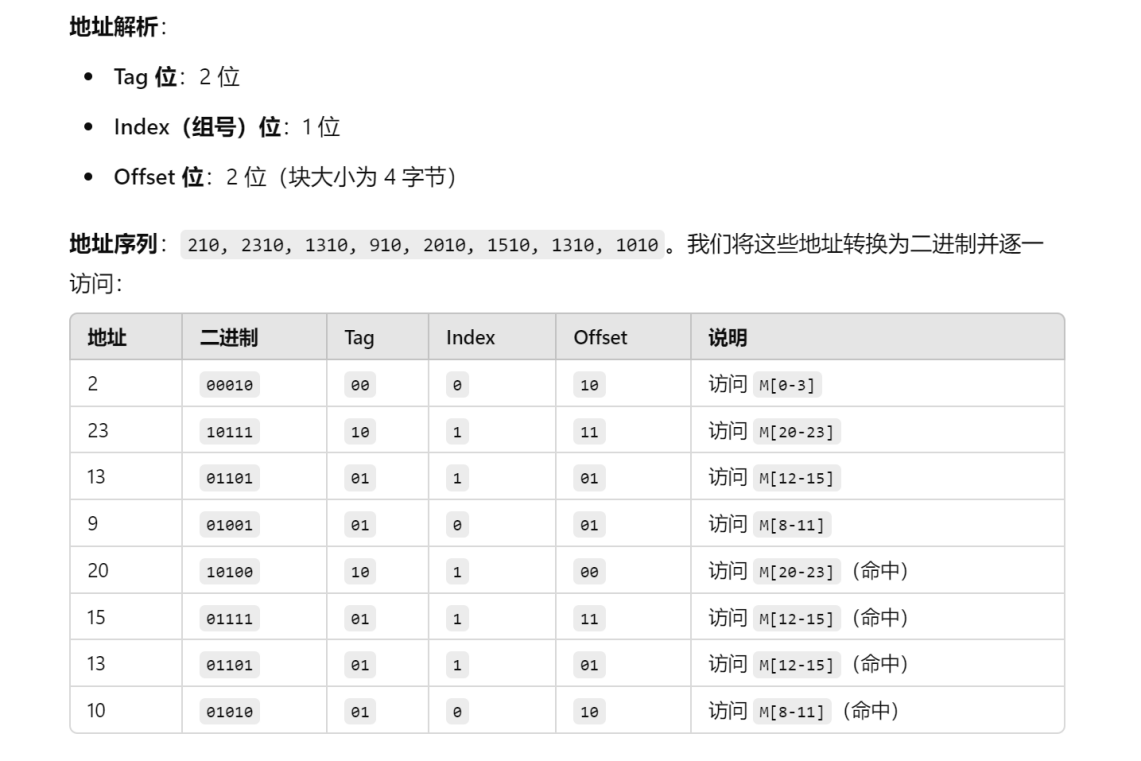 地址解析：
• Tag 位：2 位
• Index（组号）位：1 位
• Offset 位：2 位（块大小为 4 字节）
地址序列：210, 2310, 1310, 910, 2010, 1510, 1310, 1010。我们将这些地址转换为二进制并逐一
访问：
地址 二进制 Tag Index Offset 说明
2 00010 00 0 10 访问 M[0-3]
23 10111 10 1 11 访问 M[20-23]
13 01101 01 1 01 访问 M[12-15]
9 01001 01 0 01 访问 M[8-11]
20 10100 10 1 00 访问 M[20-23]（命中）
15 01111 01 1 11 访问 M[12-15]（命中）
13 01101 01 1 01 访问 M[12-15]（命中）
10 01010 01 0 10 访问 M[8-11]（命中）